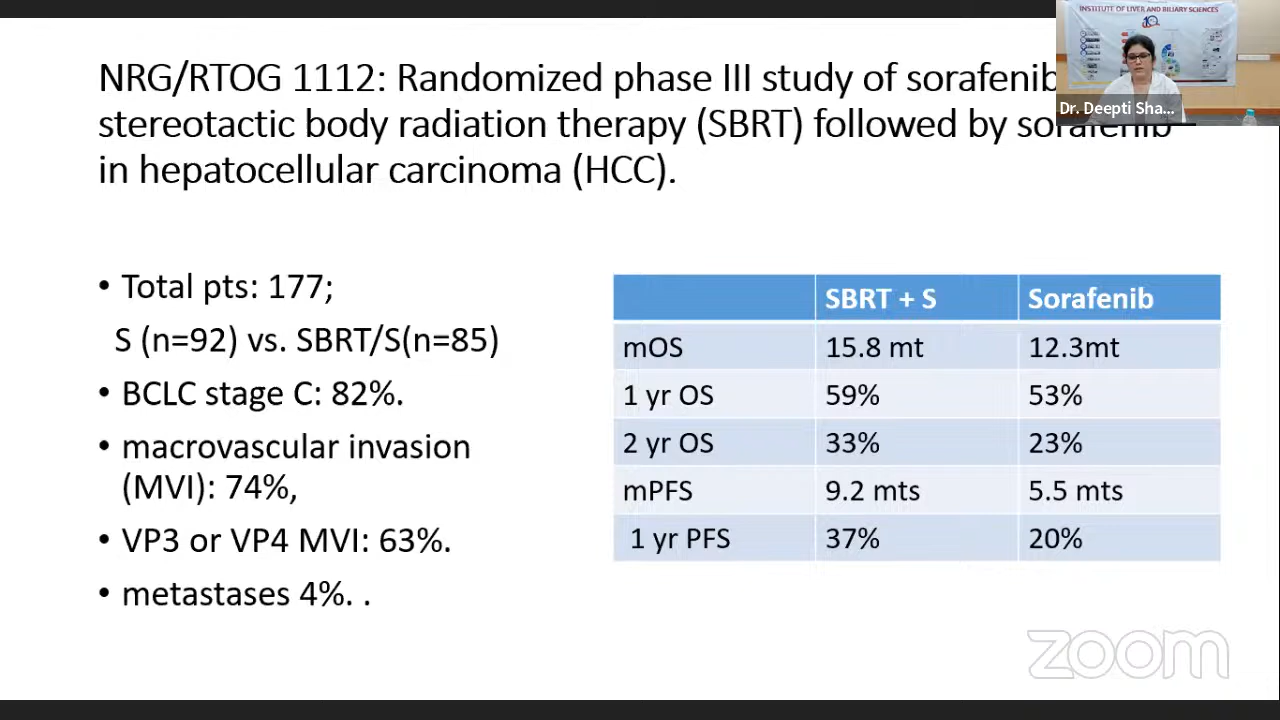 INSTITUTE OF LIVER AND BILIARY SCIENCES
Dr. Deepti Sha...
NRG/RTOG 1112: Randomized phase III study of sorafenib
stereotactic body radiation therapy (SBRT) followed by sorafenib
in hepatocellular carcinoma (HCC).
• Total pts: 177;
S (n=92) vs. SBRT/S(n=85)
• BCLC stage C: 82%.
• macrovascular invasion
(MVI): 74%,
• VP3 or VP4 MVI: 63%.
• metastases 4%. .
SBRT + S Sorafenib
mOS 15.8 mt 12.3mt
1 yr OS 59% 53%
2 yr OS 33% 23%
mPFS 9.2 mts 5.5 mts
1 yr PFS 37% 20%
zoom